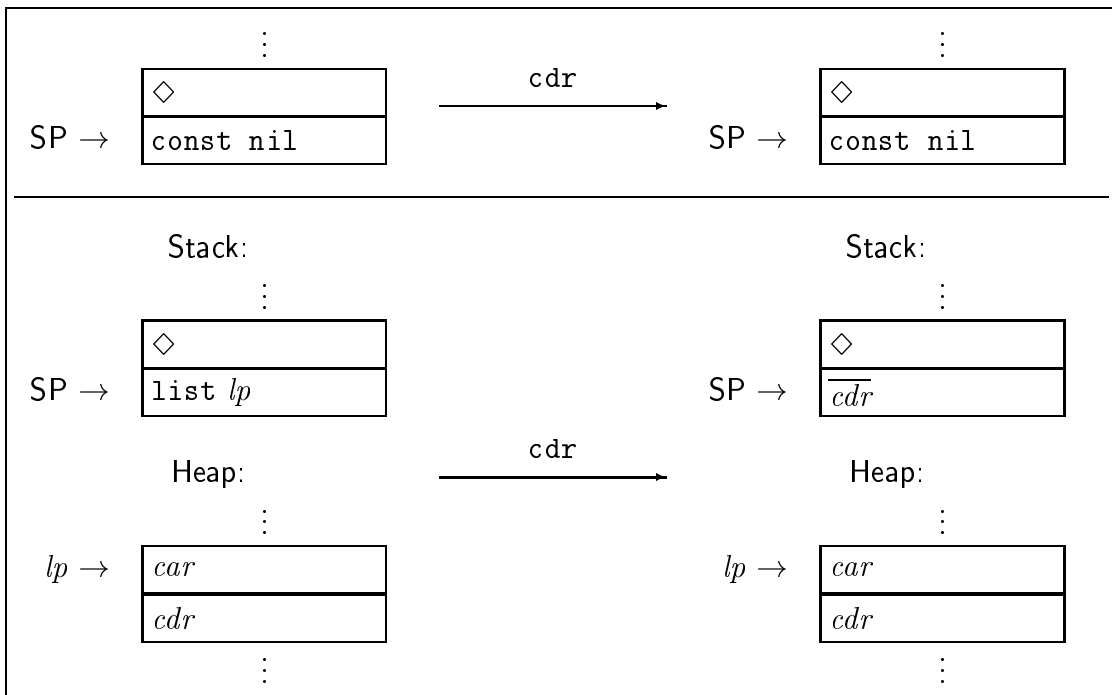 ⋮ ⋮
◇ cdr ◇
SP → const nil SP → const nil
Stack: Stack:
⋮ ⋮
◇ ◇
SP → list lp SP → c̅d̅r̅
cdr
Heap: Heap:
⋮ ⋮
lp → car lp → car
cdr cdr
⋮ ⋮